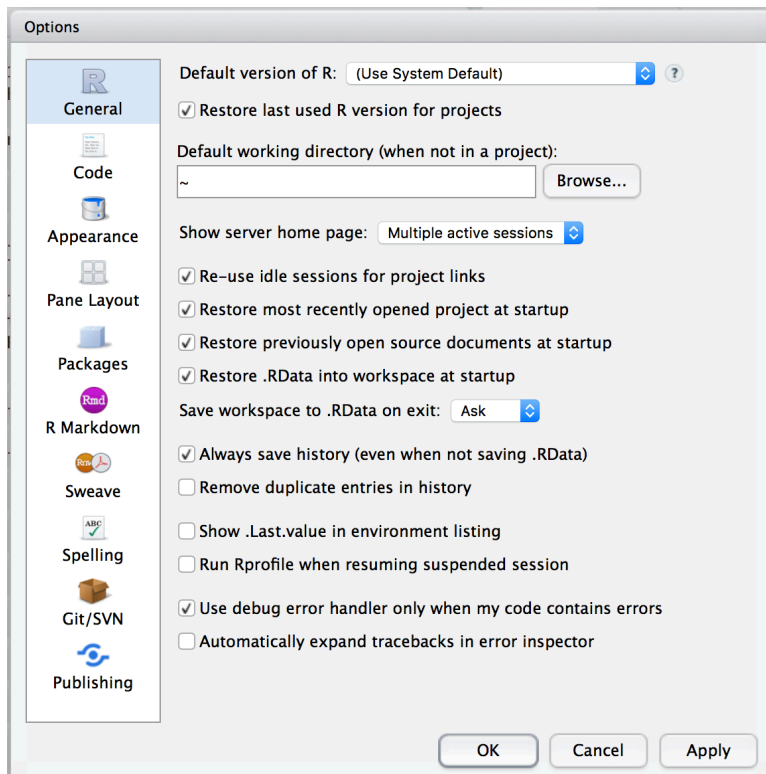 Options
General
Code
Appearance
Pane Layout
Packages
Rmd
R Markdown
Rnw
Sweave
ABC
Spelling
Git/SVN
Publishing
Default version of R: (Use System Default) ?
Restore last used R version for projects
Default working directory (when not in a project):
~ Browse...
Show server home page: Multiple active sessions
Re-use idle sessions for project links
Restore most recently opened project at startup
Restore previously open source documents at startup
Restore .RData into workspace at startup
Save workspace to .RData on exit: Ask
Always save history (even when not saving .RData)
Remove duplicate entries in history
Show .Last.value in environment listing
Run Rprofile when resuming suspended session
Use debug error handler only when my code contains errors
Automatically expand tracebacks in error inspector
OK Cancel Apply